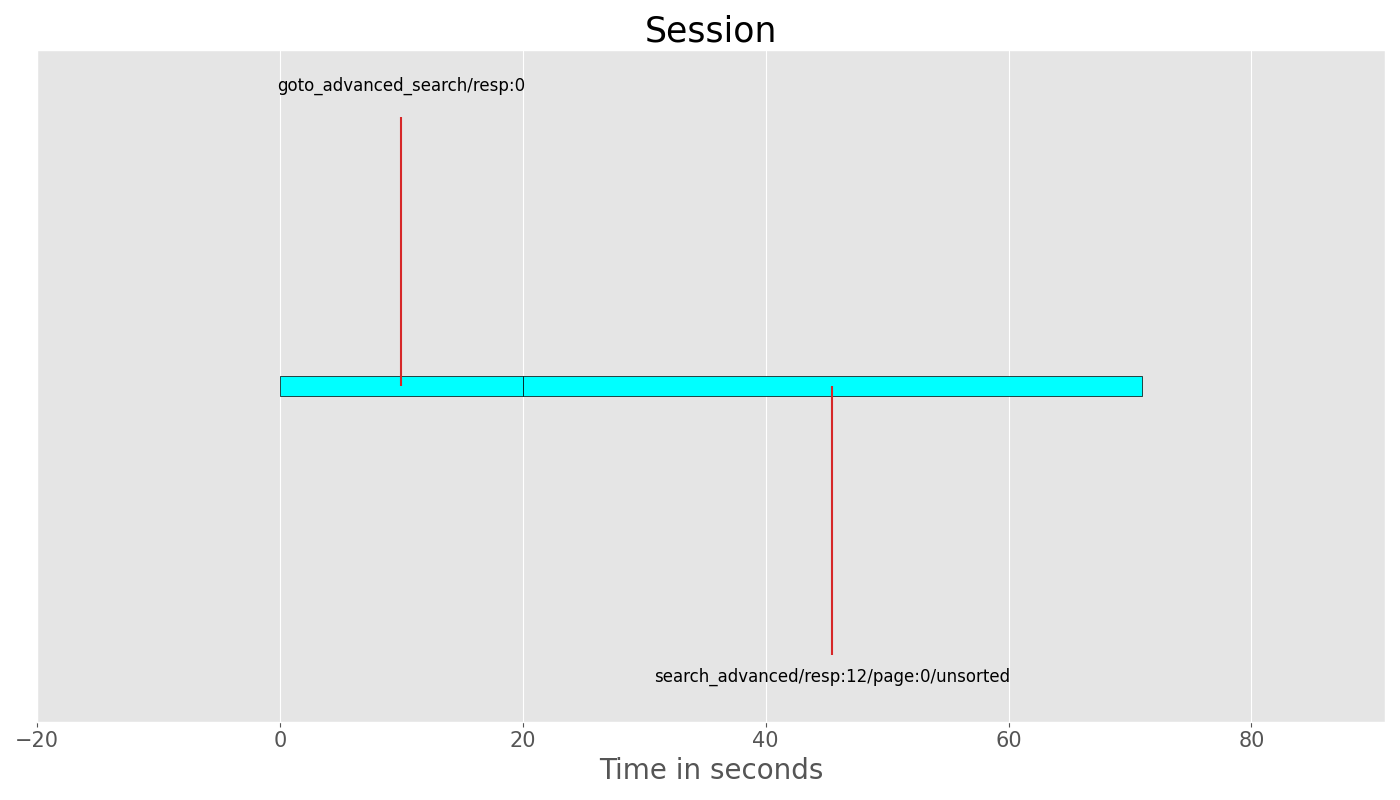 Session
goto_advanced_search/resp:0
search_advanced/resp:12/page:0/unsorted
−20 0 20 40 60 80
Time in seconds